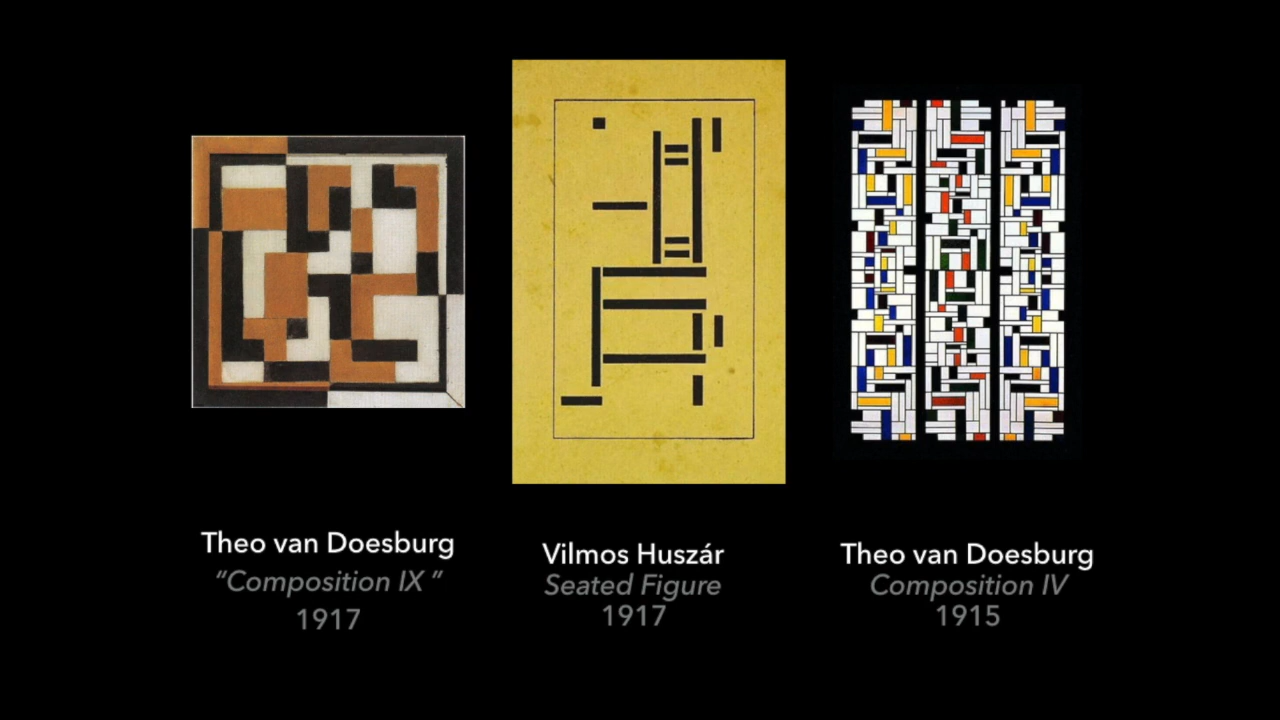 Theo van Doesburg
“Composition IX ”
1917
Vilmos Huszár
Seated Figure
1917
Theo van Doesburg
Composition IV
1915